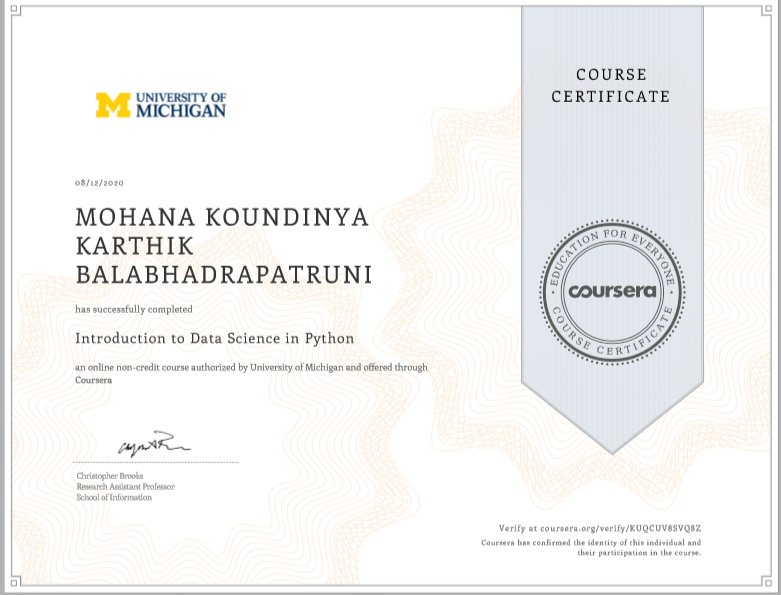 UNIVERSITY OF
MICHIGAN
COURSE
CERTIFICATE
08/12/2020
MOHANA KOUNDINYA
KARTHIK
BALABHADRAPATRUNI
has successfully completed
Introduction to Data Science in Python
an online non-credit course authorized by University of Michigan and offered through
Coursera
EDUCATION FOR EVERYONE
coursera
COURSE CERTIFICATE
Christopher Brooks
Research Assistant Professor
School of Information
Verify at coursera.org/verify/KUQCUV8SVQ8Z
Coursera has confirmed the identity of this individual and
their participation in the course.